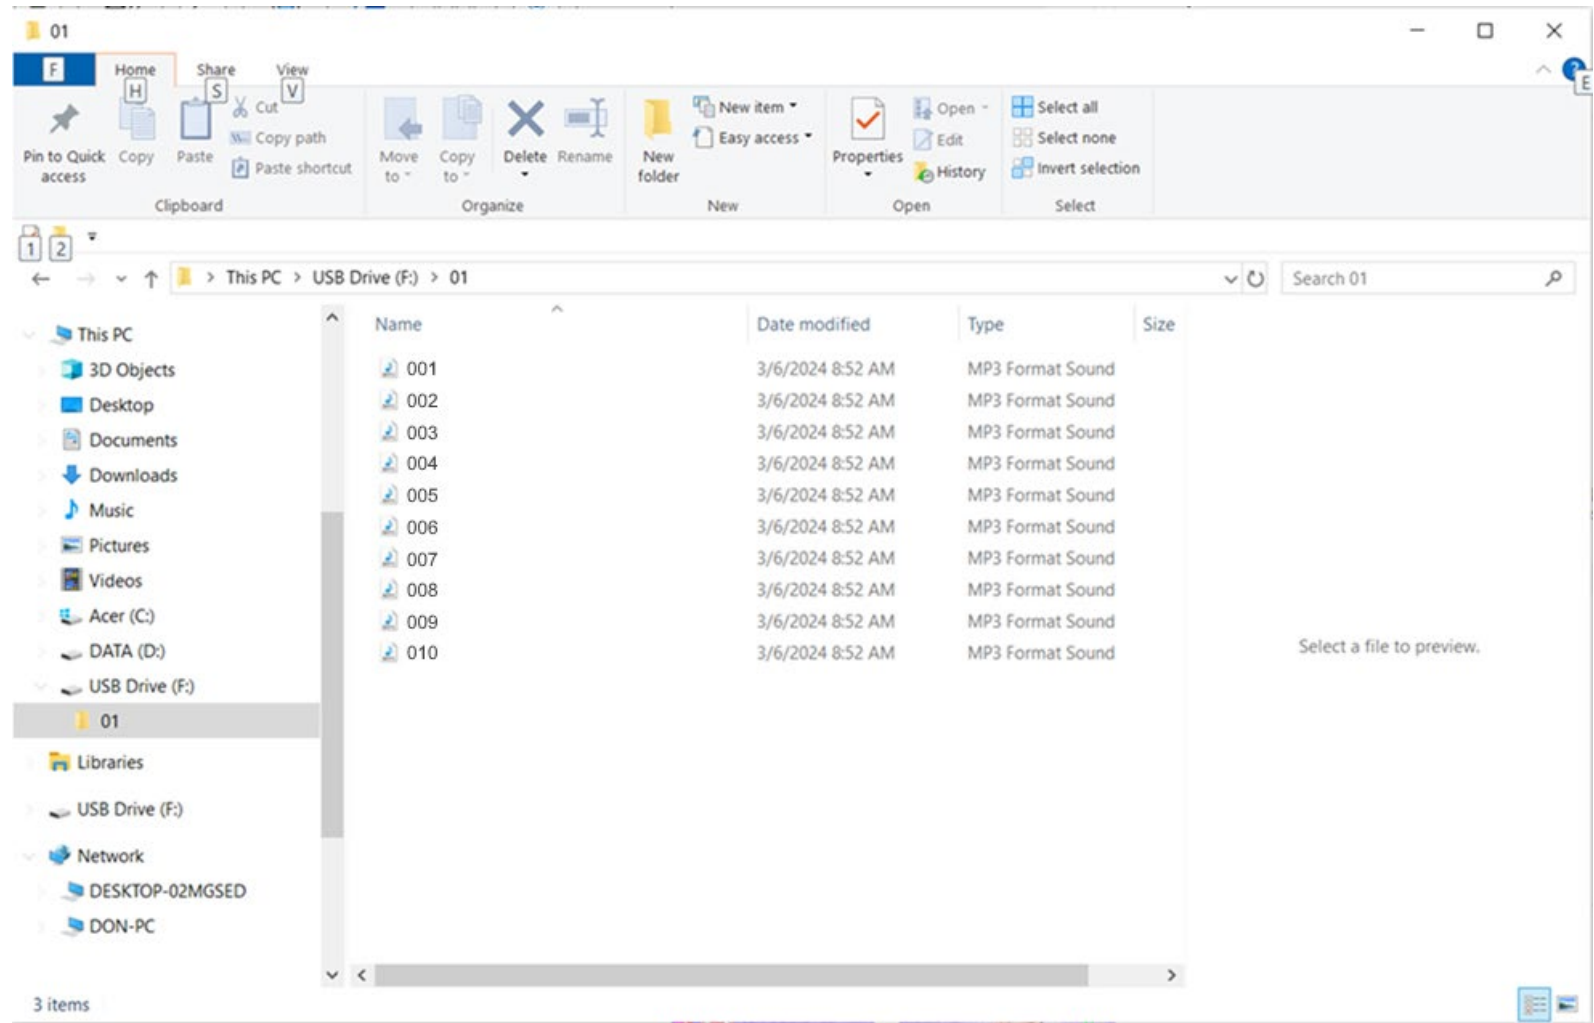 01
F Home Share View
H S V E
Pin to Quick access Copy Paste Cut
Copy path
Paste shortcut
Move to Copy to Delete Rename
New folder New item
Easy access
Properties Open
Edit
History
Select all
Select none
Invert selection
Clipboard Organize New Open Select
1 2
> This PC > USB Drive (F:) > 01 Search 01
This PC
3D Objects
Desktop
Documents
Downloads
Music
Pictures
Videos
Acer (C:)
DATA (D:)
USB Drive (F:)
01
Libraries
USB Drive (F:)
Network
DESKTOP-02MGSED
DON-PC
Name Date modified Type Size
001 3/6/2024 8:52 AM MP3 Format Sound
002 3/6/2024 8:52 AM MP3 Format Sound
003 3/6/2024 8:52 AM MP3 Format Sound
004 3/6/2024 8:52 AM MP3 Format Sound
005 3/6/2024 8:52 AM MP3 Format Sound
006 3/6/2024 8:52 AM MP3 Format Sound
007 3/6/2024 8:52 AM MP3 Format Sound
008 3/6/2024 8:52 AM MP3 Format Sound
009 3/6/2024 8:52 AM MP3 Format Sound
010 3/6/2024 8:52 AM MP3 Format Sound
Select a file to preview.
3 items